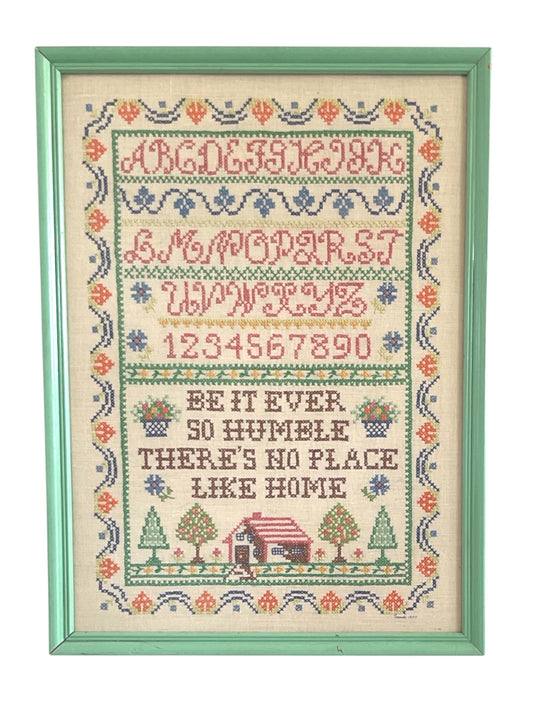 ABCDEFGHIJK
LMNOPQRST
UVWXYZ
1234567890
BE IT EVER
SO HUMBLE
THERE'S NO PLACE
LIKE HOME